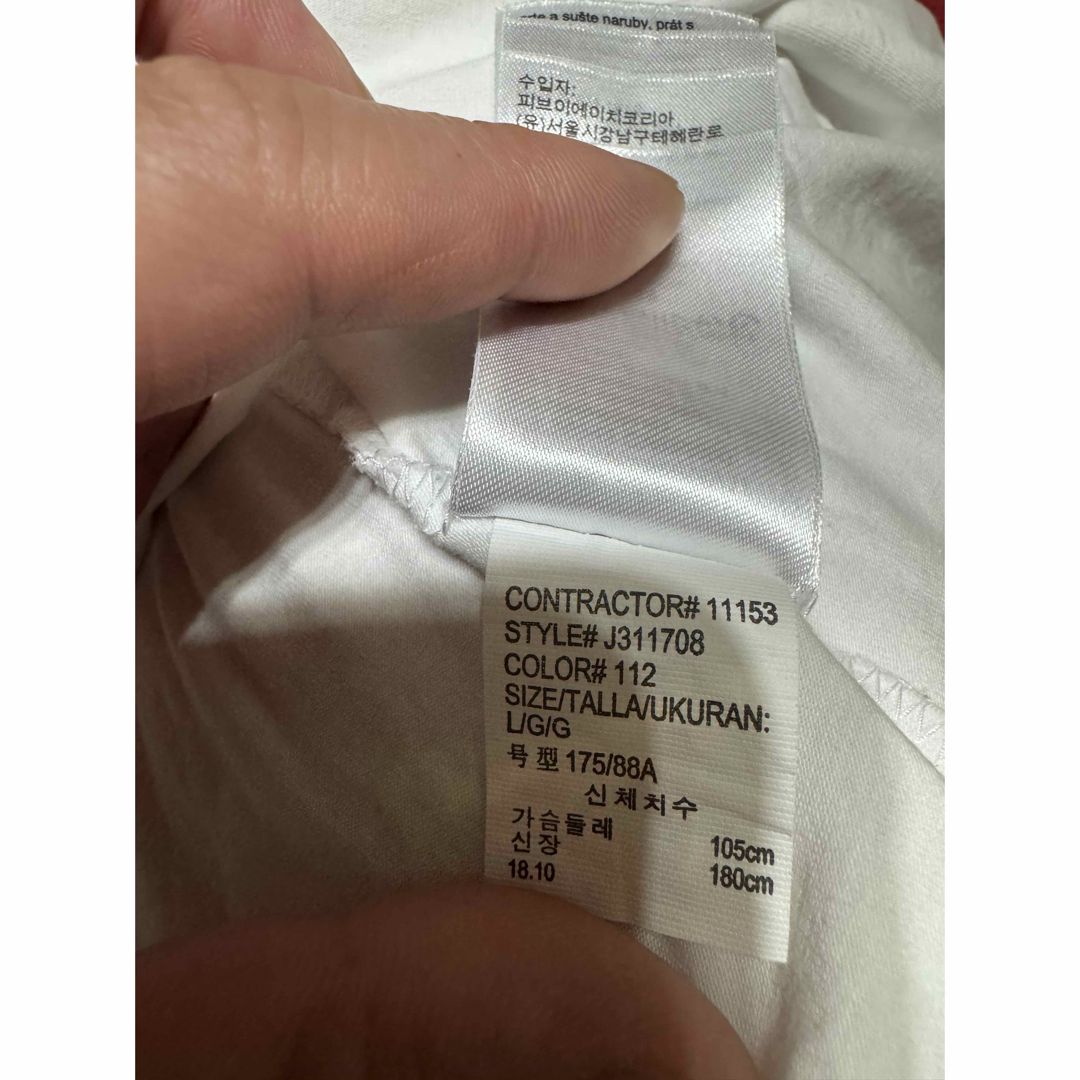 a sušte naruby, prát s
수입자:
피브이에이치코리아
(유)서울시강남구테헤란로
CONTRACTOR# 11153
STYLE# J311708
COLOR# 112
SIZE/TALLA/UKURAN:
L/G/G
号型 175/88A
신체치수
가슴둘레 105cm
신장 180cm
18.10